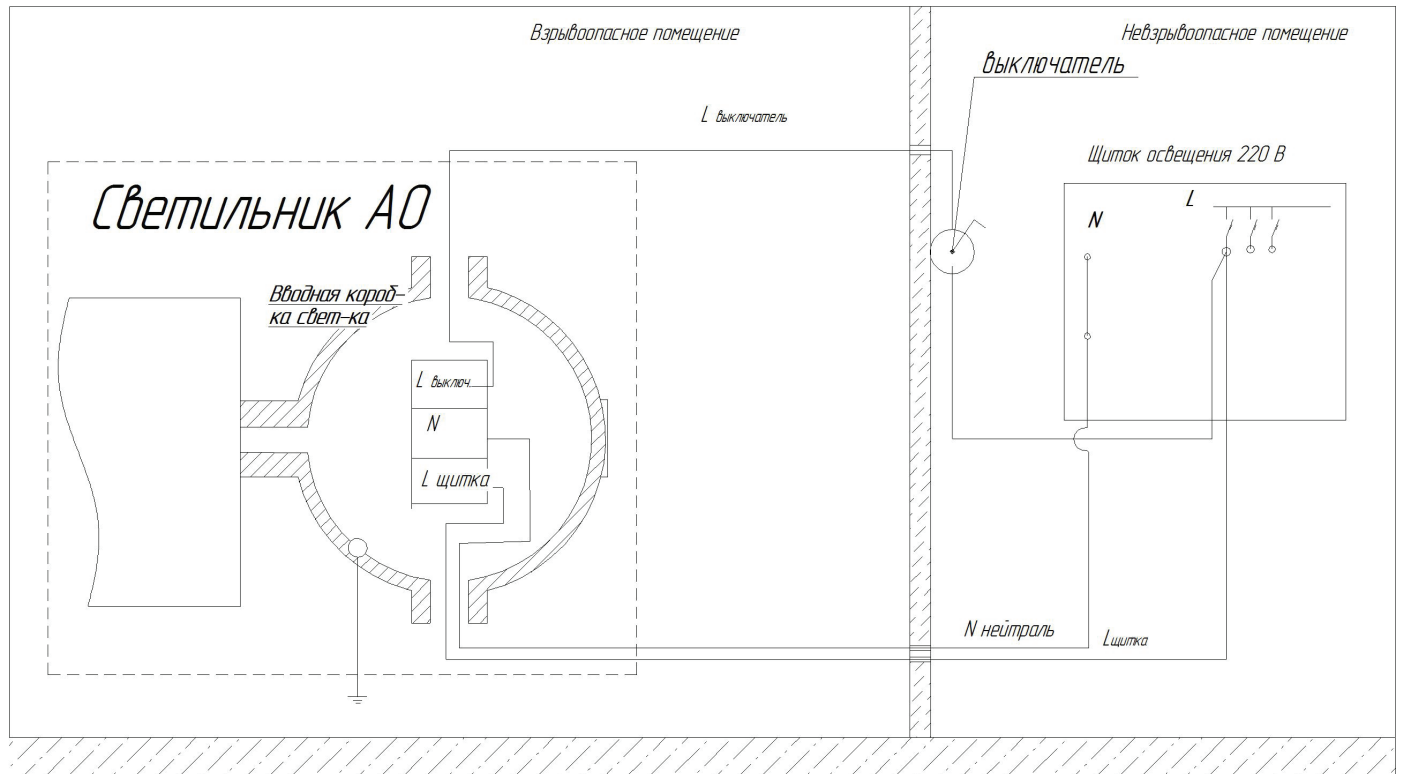 Взрывоопасное помещение
Невзрывоопасное помещение
выключатель
L выключатель
Щиток освещения 220 В
Светильник АО
L
N
Вводная короб-
ка свет-ка
L выключ.
N
L щитка
N нейтраль
Lщитка